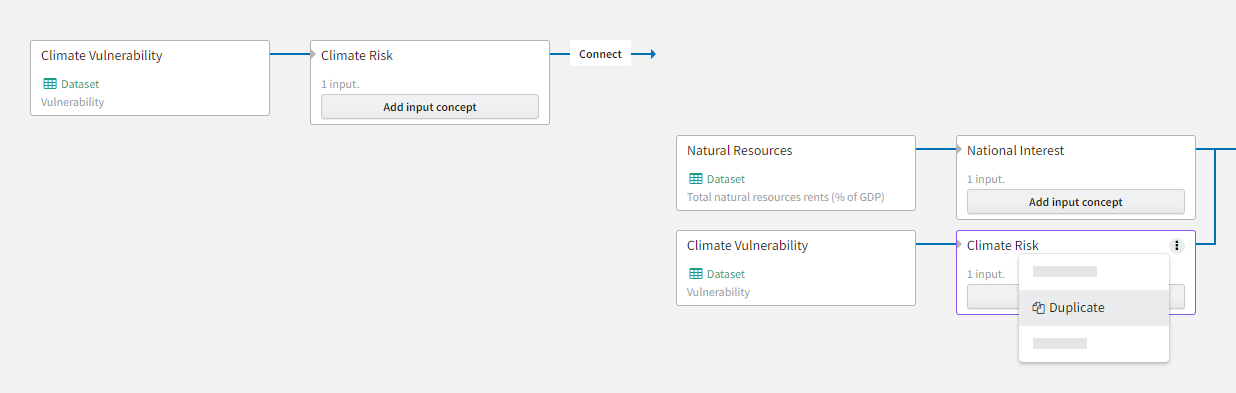 Climate Vulnerability
Dataset
Vulnerability
Climate Risk
1 input.
Add input concept
Connect
Natural Resources
Dataset
Total natural resources rents (% of GDP)
National Interest
1 input.
Add input concept
Climate Vulnerability
Dataset
Vulnerability
Climate Risk
1 input.
Duplicate